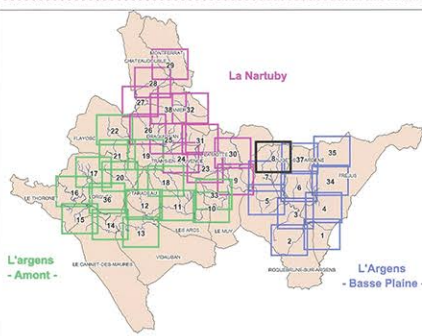 MONTFERRAT
CHATEAUDOUBLE
29
La Nartuby
28
27
38
32
FLAYOSC
22
26
DRAGUIGNAN
31
35
21
19
24
30
8
37
17
20
23
7
34
FREJUS
16
LE THORONET
LORGUES
36
TARADEAU
18
9
6
33
5
4
15
12
11
10
3
14
13
LES ARCS
LE MUY
2
1
L'argens
- Amont -
VIDAUBAN
LE CANNET-DES-MAURES
ROQUEBRUNE-SUR-ARGENS
L'Argens
- Basse Plaine -